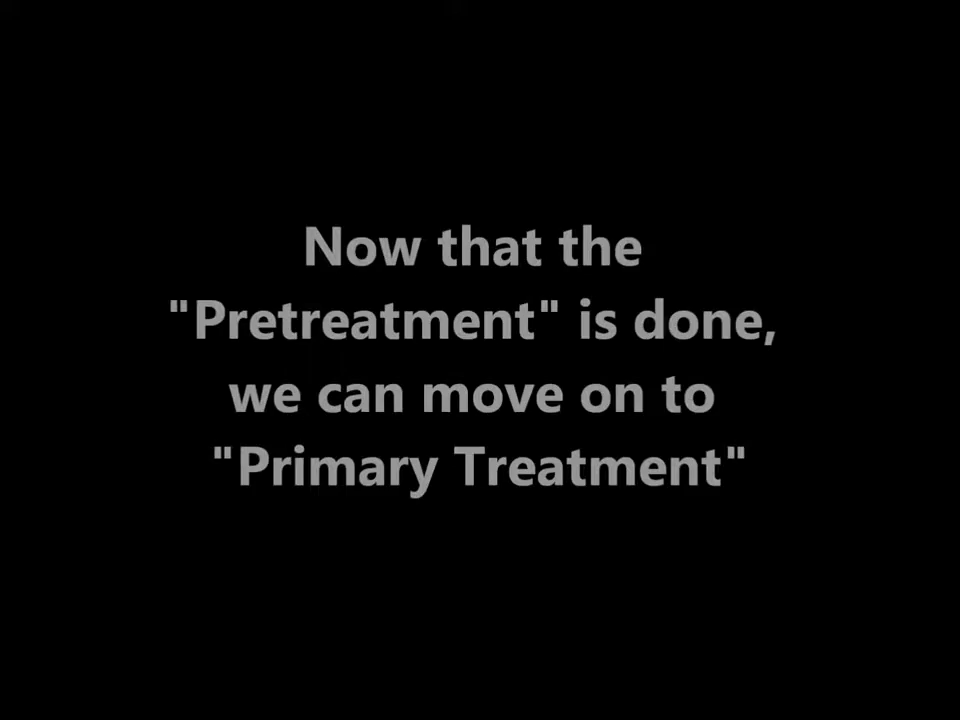 Now that the
"Pretreatment" is done,
we can move on to
"Primary Treatment"